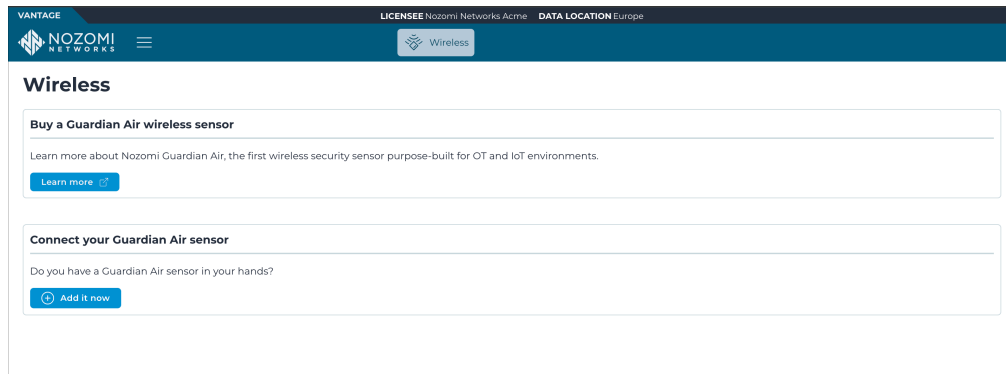 VANTAGE
LICENSEE Nozomi Networks Acme DATA LOCATION Europe
NOZOMI
NETWORKS
Wireless
Wireless
Buy a Guardian Air wireless sensor
Learn more about Nozomi Guardian Air, the first wireless security sensor purpose-built for OT and IoT environments.
Learn more
Connect your Guardian Air sensor
Do you have a Guardian Air sensor in your hands?
Add it now